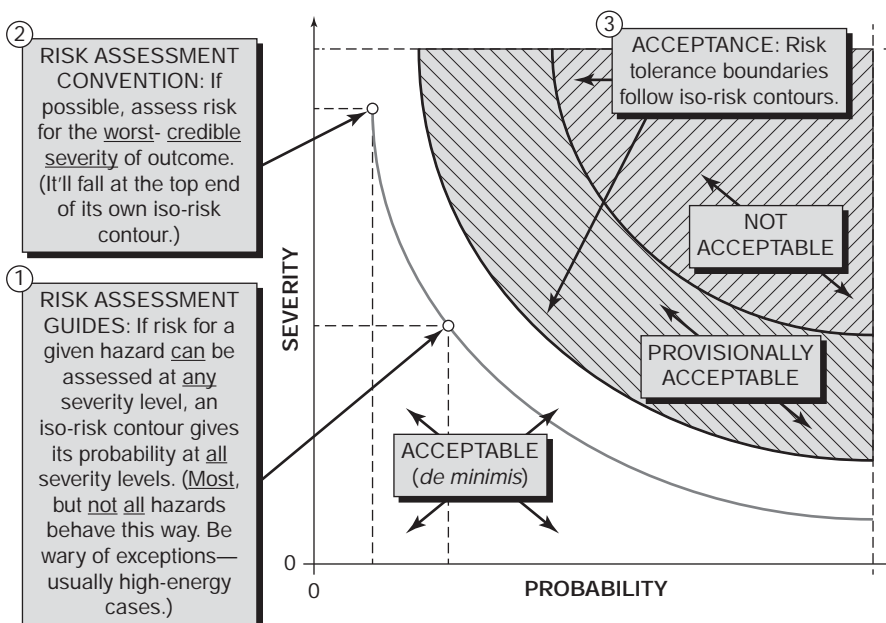 2
RISK ASSESSMENT
CONVENTION: If
possible, assess risk
for the worst- credible
severity of outcome.
(It'll fall at the top end
of its own iso-risk
contour.)
1
RISK ASSESSMENT
GUIDES: If risk for a
given hazard can be
assessed at any
severity level, an
iso-risk contour gives
its probability at all
severity levels. (Most,
but not all hazards
behave this way. Be
wary of exceptions—
usually high-energy
cases.)
3
ACCEPTANCE: Risk
tolerance boundaries
follow iso-risk contours.
NOT
ACCEPTABLE
PROVISIONALLY
ACCEPTABLE
ACCEPTABLE
(de minimis)
SEVERITY
0
0
PROBABILITY